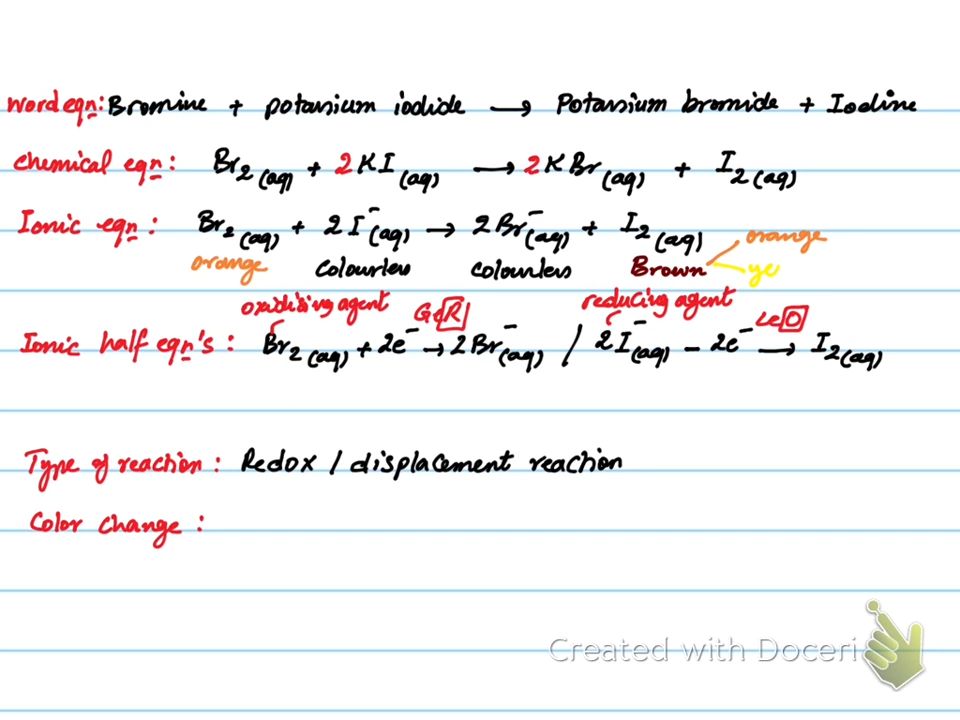 word eqn: Bromine + potassium iodide → Potassium bromide + Iodine
chemical eqn: Br2(aq) + 2KI(aq) → 2KBr(aq) + I2(aq)
Ionic eqn: Br2(aq) + 2I⁻(aq) → 2Br⁻(aq) + I2(aq) orange
orange colourless colourless Brown ye
oxidising agent GeR reducing agent LeO
Ionic half eqn's: Br2(aq) + 2e⁻ → 2Br⁻(aq) / 2I⁻(aq) − 2e⁻ → I2(aq)
Type of reaction: Redox / displacement reaction
Color change:
Created with Doceri